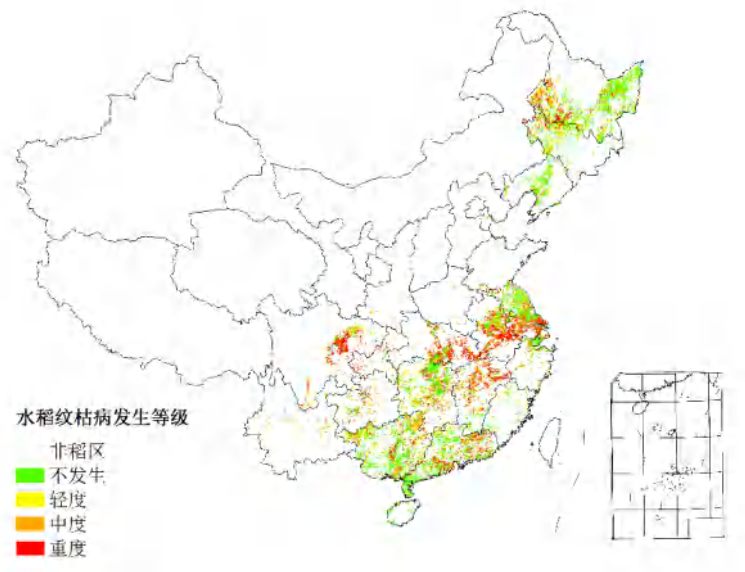 水稻纹枯病发生等级
非稻区
不发生
轻度
中度
重度